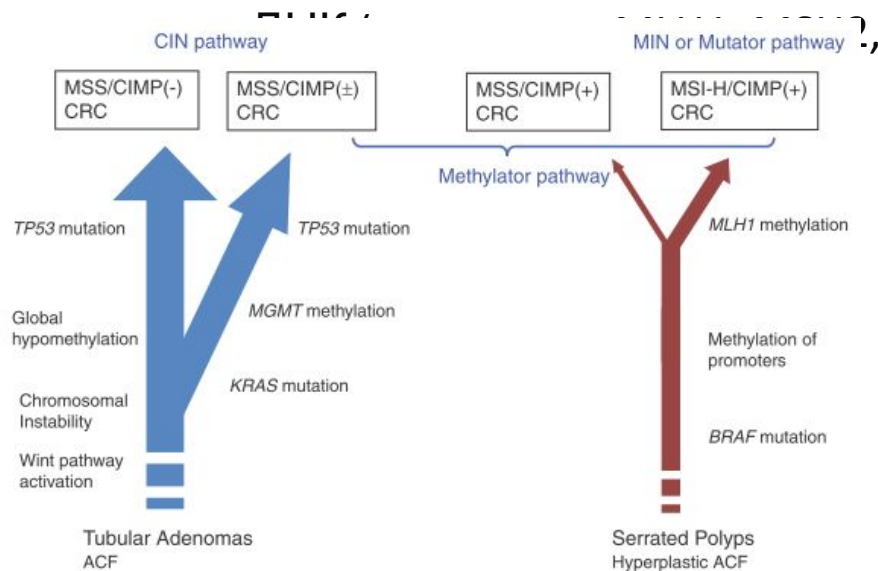 CIN pathway
MIN or Mutator pathway
MSS/CIMP(-)
CRC
MSS/CIMP(±)
CRC
MSS/CIMP(+)
CRC
MSI-H/CIMP(+)
CRC
Methylator pathway
TP53 mutation
TP53 mutation
MLH1 methylation
Global
hypomethylation
MGMT methylation
Methylation of
promoters
KRAS mutation
Chromosomal
Instability
BRAF mutation
Wint pathway
activation
Tubular Adenomas
ACF
Serrated Polyps
Hyperplastic ACF